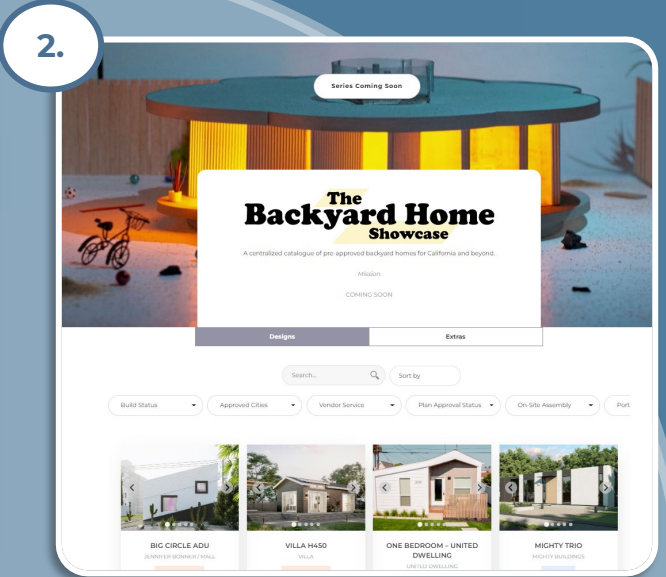 2.
Series Coming Soon
The
Backyard Home
Showcase
A centralized catalogue of pre-approved backyard homes for California and beyond.
Mission
COMING SOON
Designs Extras
Search... Sort by
Build Status Approved Cities Vendor Service Plan Approval Status On-Site Assembly Port
BIG CIRCLE ADU VILLA H450 ONE BEDROOM – UNITED DWELLING MIGHTY TRIO
JENNIFER BONNER / MALL VILLA UNITED DWELLING MIGHTY BUILDINGS